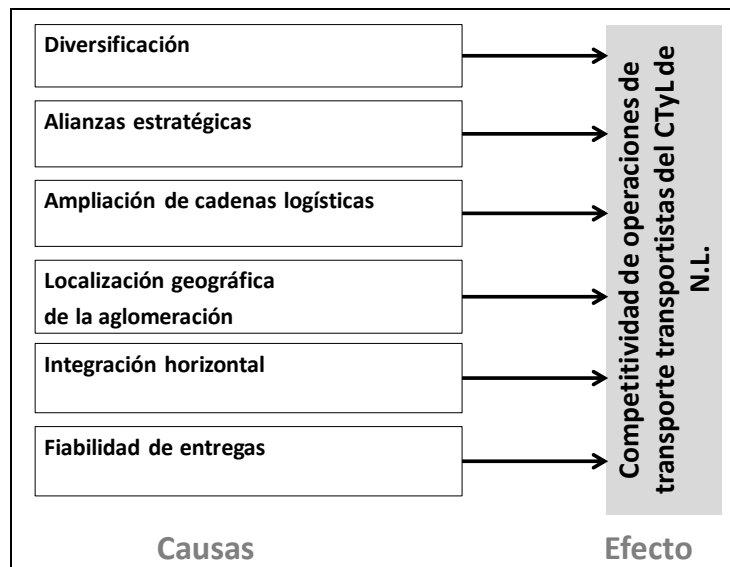 Diversificación
Alianzas estratégicas
Ampliación de cadenas logísticas
Localización geográfica
de la aglomeración
Integración horizontal
Fiabilidad de entregas
Competitividad de operaciones de
transporte transportistas del CTyL de
N.L.
Causas
Efecto